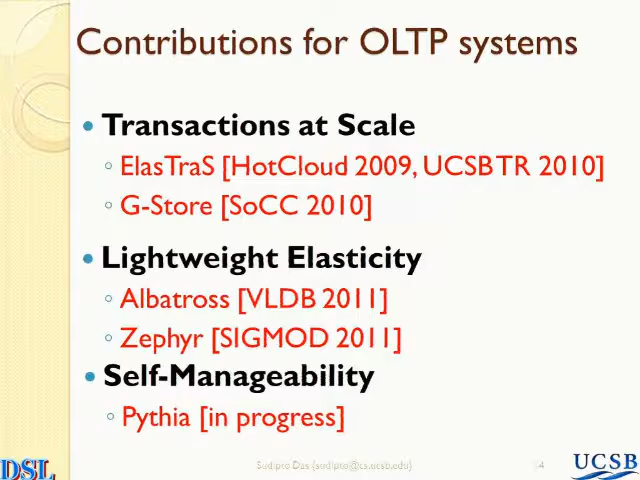 Contributions for OLTP systems
• Transactions at Scale
◦ ElasTraS [HotCloud 2009, UCSB TR 2010]
◦ G-Store [SoCC 2010]
• Lightweight Elasticity
◦ Albatross [VLDB 2011]
◦ Zephyr [SIGMOD 2011]
• Self-Manageability
◦ Pythia [in progress]
DSL
Sudipto Das {sudipto@cs.ucsb.edu}
14
UCSB